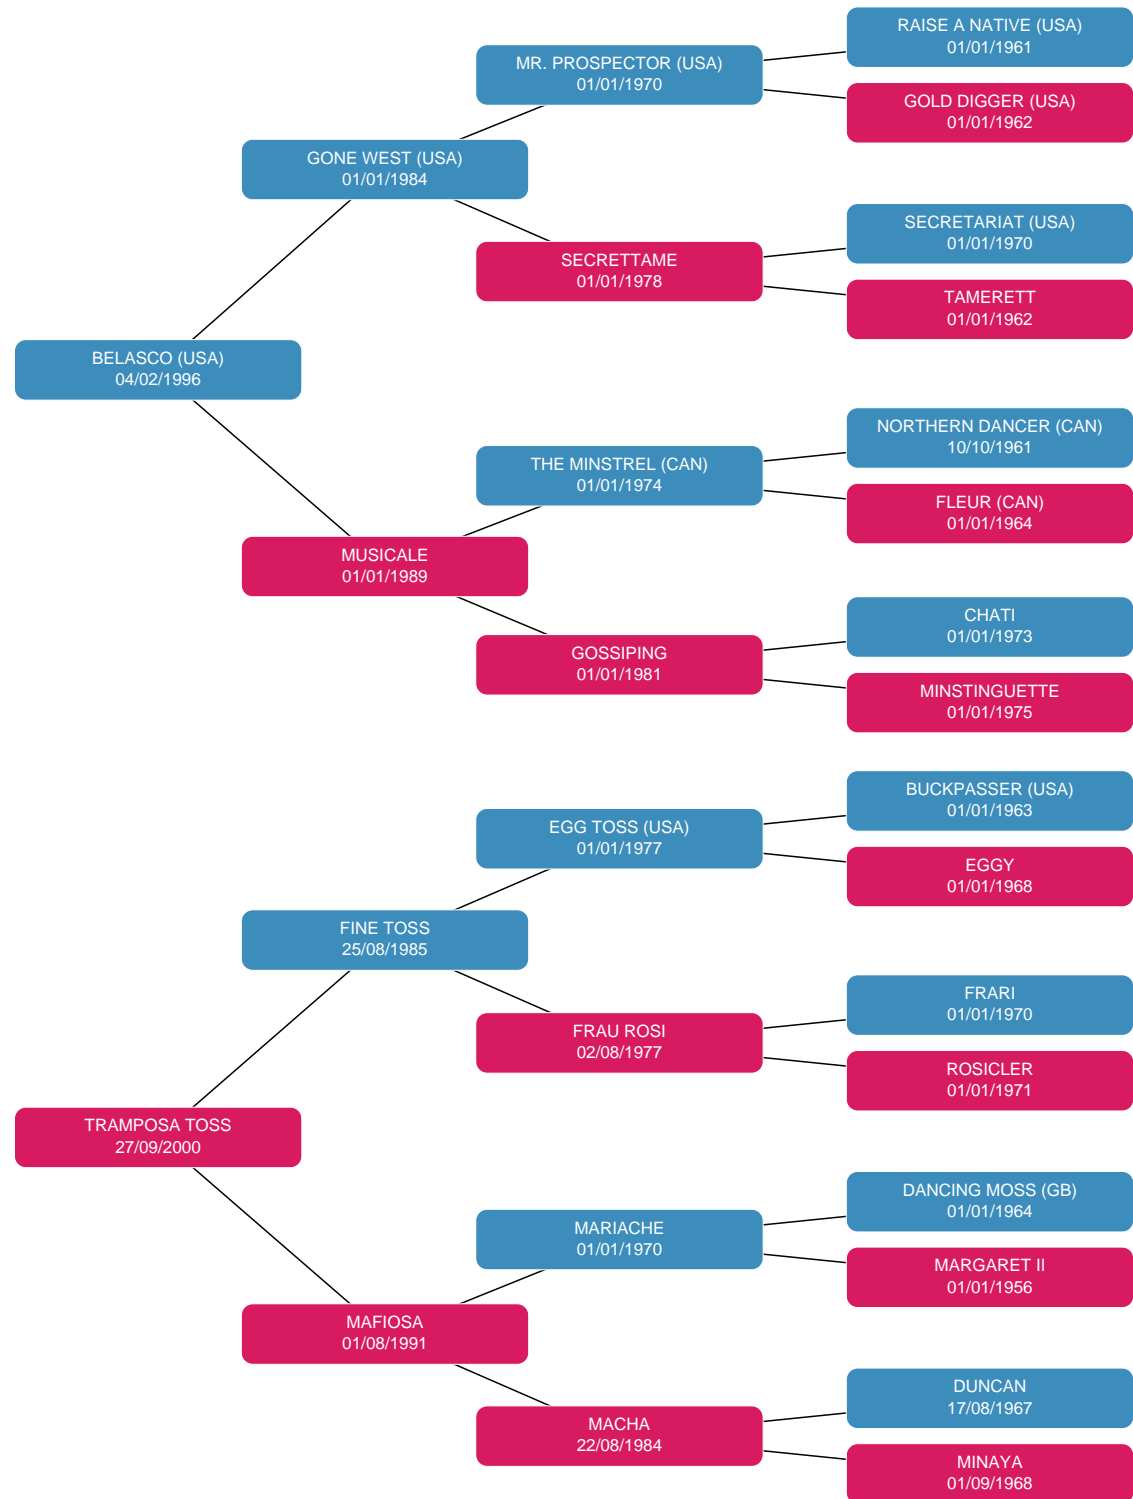 RAISE A NATIVE (USA)
01/01/1961
MR. PROSPECTOR (USA)
01/01/1970
GOLD DIGGER (USA)
01/01/1962
GONE WEST (USA)
01/01/1984
SECRETARIAT (USA)
01/01/1970
SECRETTAME
01/01/1978
TAMERETT
01/01/1962
BELASCO (USA)
04/02/1996
NORTHERN DANCER (CAN)
10/10/1961
THE MINSTREL (CAN)
01/01/1974
FLEUR (CAN)
01/01/1964
MUSICALE
01/01/1989
CHATI
01/01/1973
GOSSIPING
01/01/1981
MINSTINGUETTE
01/01/1975
BUCKPASSER (USA)
01/01/1963
EGG TOSS (USA)
01/01/1977
EGGY
01/01/1968
FINE TOSS
25/08/1985
FRARI
01/01/1970
FRAU ROSI
02/08/1977
ROSICLER
01/01/1971
TRAMPOSA TOSS
27/09/2000
DANCING MOSS (GB)
01/01/1964
MARIACHE
01/01/1970
MARGARET II
01/01/1956
MAFIOSA
01/08/1991
DUNCAN
17/08/1967
MACHA
22/08/1984
MINAYA
01/09/1968